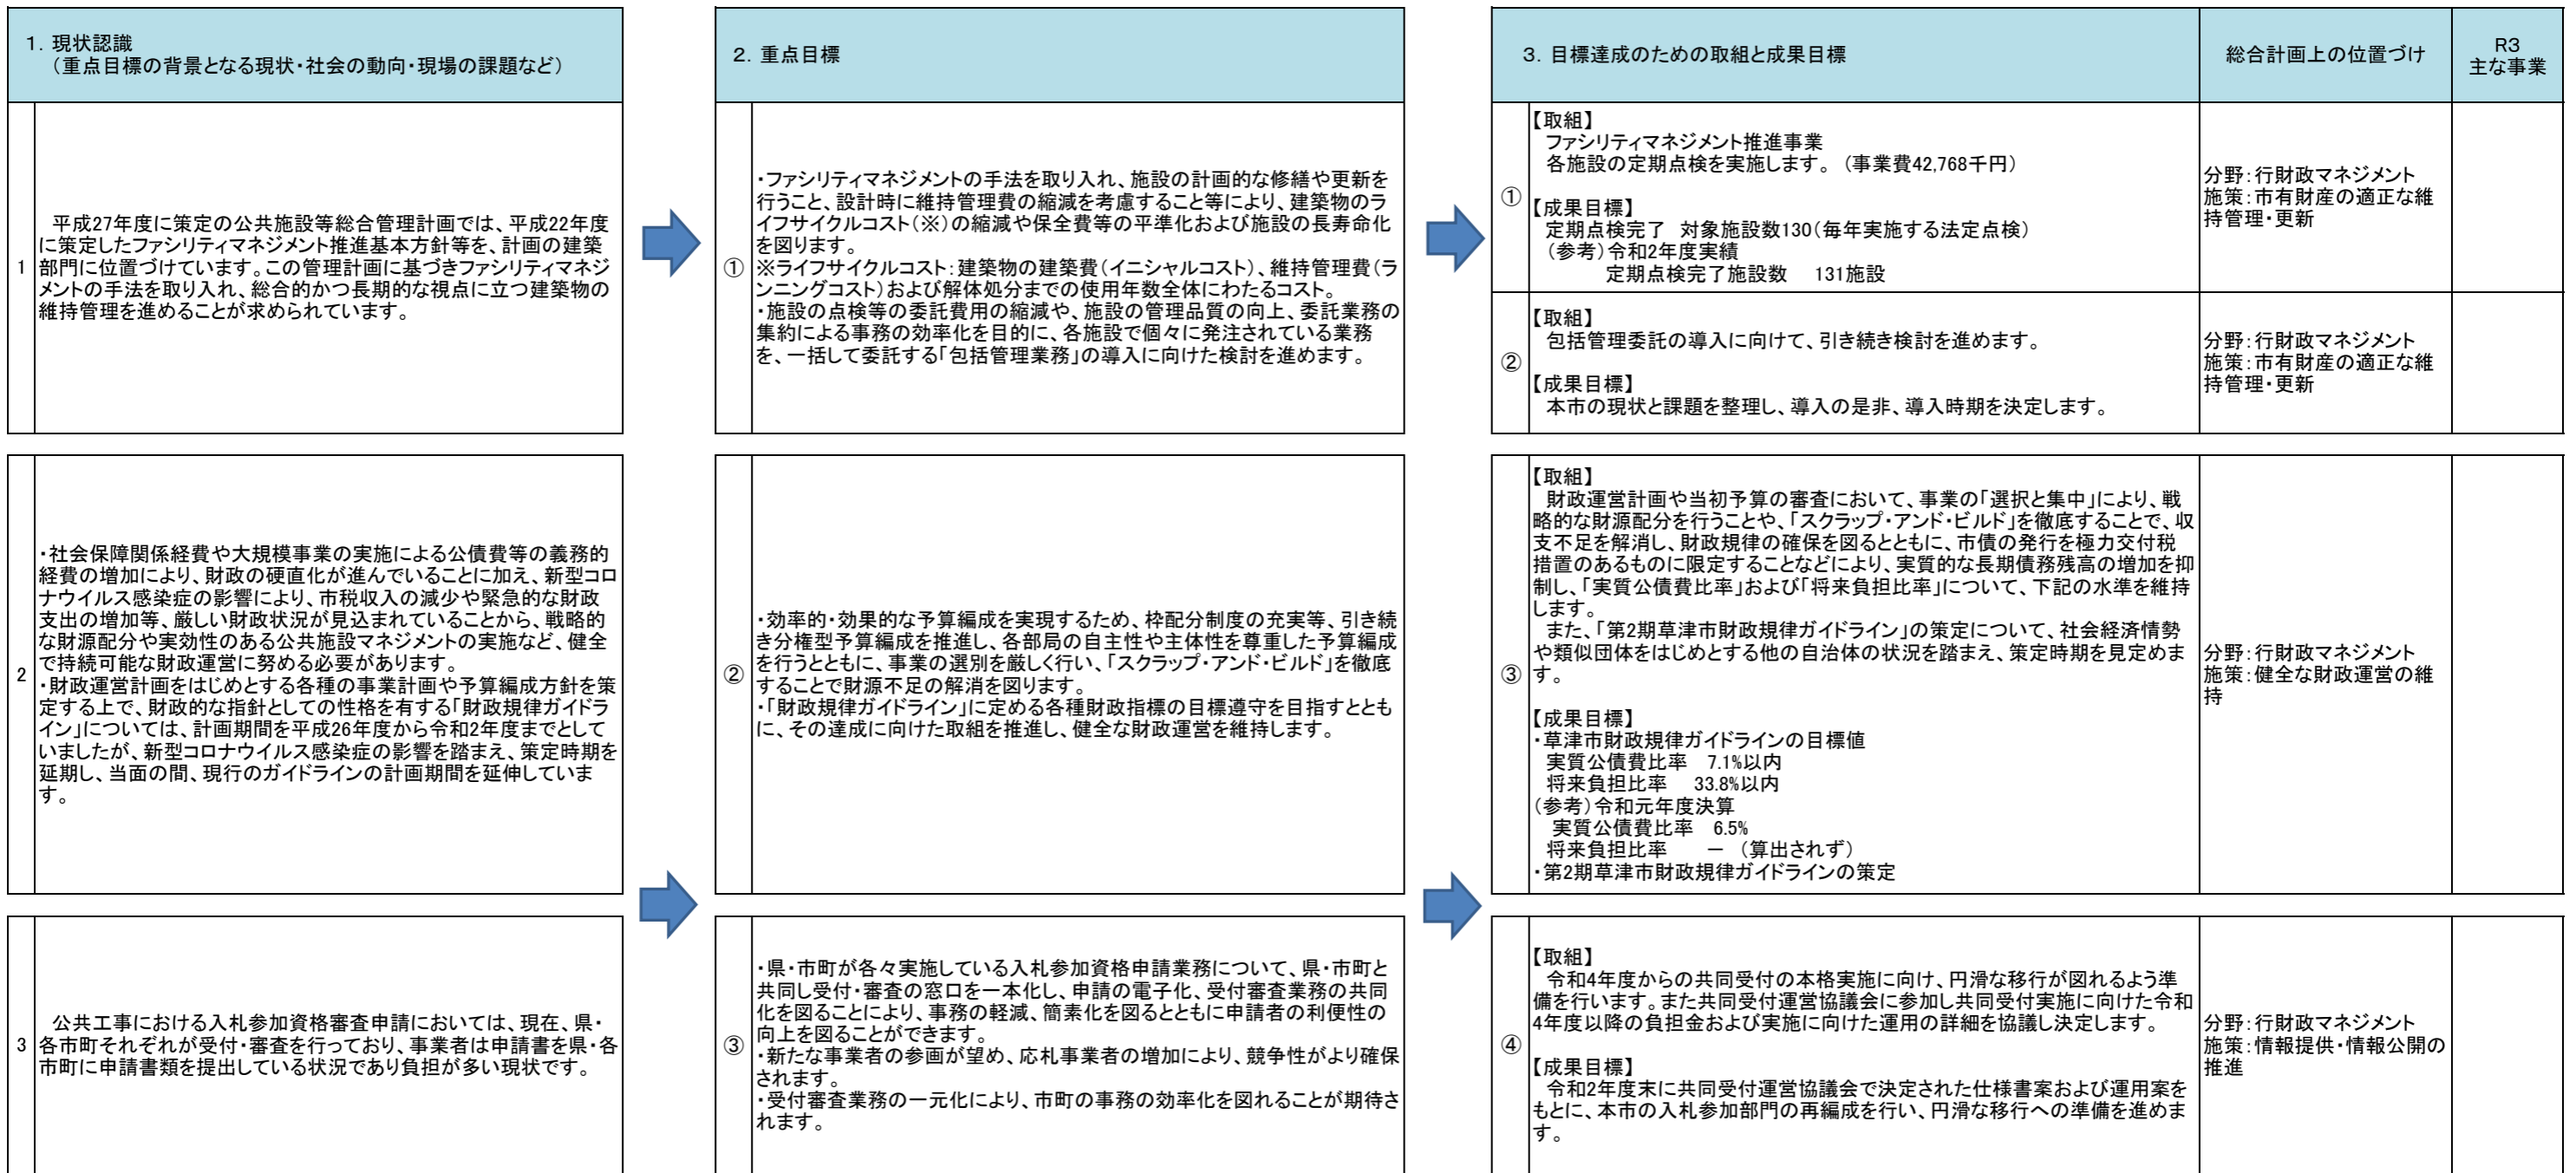 1．現状認識
（重点目標の背景となる現状・社会の動向・現場の課題など）
2．重点目標
3．目標達成のための取組と成果目標
総合計画上の位置づけ
R3
主な事業
1
平成27年度に策定の公共施設等総合管理計画では、平成22年度
に策定したファシリティマネジメント推進基本方針等を、計画の建築
部門に位置づけています。この管理計画に基づきファシリティマネジ
メントの手法を取り入れ、総合的かつ長期的な視点に立つ建築物の
維持管理を進めることが求められています。
①
・ファシリティマネジメントの手法を取り入れ、施設の計画的な修繕や更新を
行うこと、設計時に維持管理費の縮減を考慮すること等により、建築物のラ
イフサイクルコスト（※）の縮減や保全費等の平準化および施設の長寿命化
を図ります。
※ライフサイクルコスト：建築物の建築費（イニシャルコスト）、維持管理費（ラ
ンニングコスト）および解体処分までの使用年数全体にわたるコスト。
・施設の点検等の委託費用の縮減や、施設の管理品質の向上、委託業務の
集約による事務の効率化を目的に、各施設で個々に発注されている業務
を、一括して委託する「包括管理業務」の導入に向けた検討を進めます。
①
【取組】
ファシリティマネジメント推進事業
各施設の定期点検を実施します。（事業費42,768千円）
【成果目標】
定期点検完了　対象施設数130（毎年実施する法定点検）
（参考）令和2年度実績
定期点検完了施設数　131施設
分野：行財政マネジメント
施策：市有財産の適正な維
持管理・更新
②
【取組】
包括管理委託の導入に向けて、引き続き検討を進めます。
【成果目標】
本市の現状と課題を整理し、導入の是非、導入時期を決定します。
分野：行財政マネジメント
施策：市有財産の適正な維
持管理・更新
2
・社会保障関係経費や大規模事業の実施による公債費等の義務的
経費の増加により、財政の硬直化が進んでいることに加え、新型コロ
ナウイルス感染症の影響により、市税収入の減少や緊急的な財政
支出の増加等、厳しい財政状況が見込まれていることから、戦略的
な財源配分や実効性のある公共施設マネジメントの実施など、健全
で持続可能な財政運営に努める必要があります。
・財政運営計画をはじめとする各種の事業計画や予算編成方針を策
定する上で、財政的な指針としての性格を有する「財政規律ガイドラ
イン」については、計画期間を平成26年度から令和2年度までとして
いましたが、新型コロナウイルス感染症の影響を踏まえ、策定時期を
延期し、当面の間、現行のガイドラインの計画期間を延伸していま
す。
②
・効率的・効果的な予算編成を実現するため、枠配分制度の充実等、引き続
き分権型予算編成を推進し、各部局の自主性や主体性を尊重した予算編成
を行うとともに、事業の選別を厳しく行い、「スクラップ・アンド・ビルド」を徹底
することで財源不足の解消を図ります。
・「財政規律ガイドライン」に定める各種財政指標の目標遵守を目指すととも
に、その達成に向けた取組を推進し、健全な財政運営を維持します。
③
【取組】
財政運営計画や当初予算の審査において、事業の「選択と集中」により、戦
略的な財源配分を行うことや、「スクラップ・アンド・ビルド」を徹底することで、収
支不足を解消し、財政規律の確保を図るとともに、市債の発行を極力交付税
措置のあるものに限定することなどにより、実質的な長期債務残高の増加を抑
制し、「実質公債費比率」および「将来負担比率」について、下記の水準を維持
します。
また、「第2期草津市財政規律ガイドライン」の策定について、社会経済情勢
や類似団体をはじめとする他の自治体の状況を踏まえ、策定時期を見定めま
す。
【成果目標】
・草津市財政規律ガイドラインの目標値
実質公債費比率　7.1%以内
将来負担比率　33.8%以内
（参考）令和元年度決算
実質公債費比率　6.5%
将来負担比率　－　（算出されず）
・第2期草津市財政規律ガイドラインの策定
分野：行財政マネジメント
施策：健全な財政運営の維
持
3
公共工事における入札参加資格審査申請においては、現在、県・
各市町それぞれが受付・審査を行っており、事業者は申請書を県・各
市町に申請書類を提出している状況であり負担が多い現状です。
③
・県・市町が各々実施している入札参加資格申請業務について、県・市町と
共同し受付・審査の窓口を一本化し、申請の電子化、受付審査業務の共同
化を図ることにより、事務の軽減、簡素化を図るとともに申請者の利便性の
向上を図ることができます。
・新たな事業者の参画が望め、応札事業者の増加により、競争性がより確保
されます。
・受付審査業務の一元化により、市町の事務の効率化を図れることが期待さ
れます。
④
【取組】
令和4年度からの共同受付の本格実施に向け、円滑な移行が図れるよう準
備を行います。また共同受付運営協議会に参加し共同受付実施に向けた令和
4年度以降の負担金および実施に向けた運用の詳細を協議し決定します。
【成果目標】
令和2年度末に共同受付運営協議会で決定された仕様書案および運用案を
もとに、本市の入札参加部門の再編成を行い、円滑な移行への準備を進めま
す。
分野：行財政マネジメント
施策：情報提供・情報公開の
推進